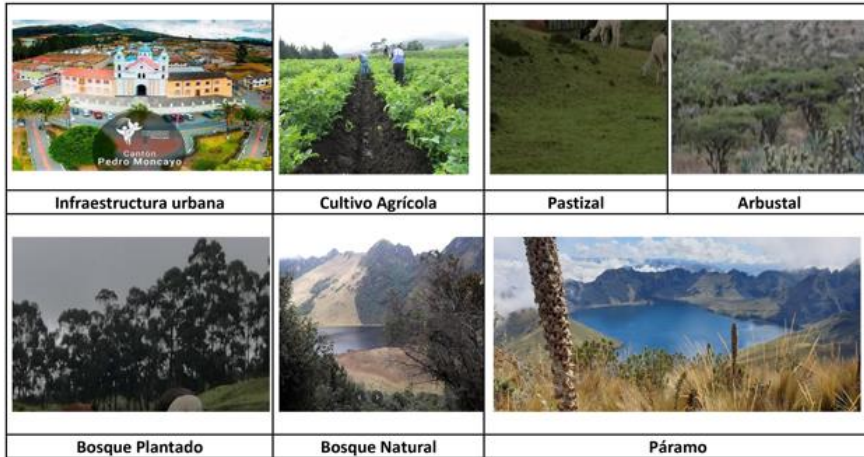 Cantón
Pedro Moncayo
Infraestructura urbana
Cultivo Agrícola
Pastizal
Arbustal
Bosque Plantado
Bosque Natural
Páramo